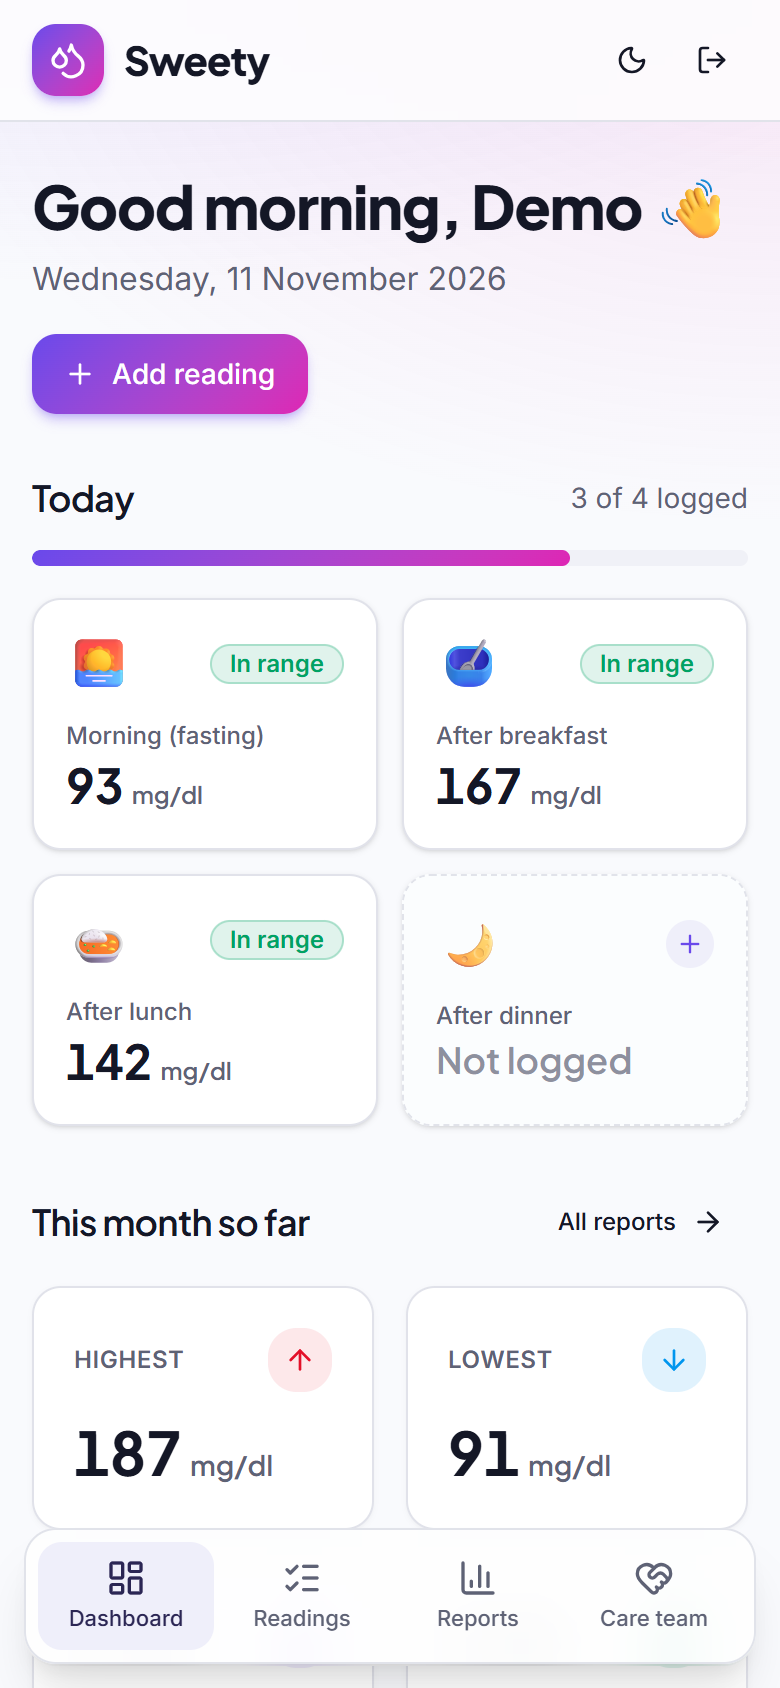 Sweety
Good morning, Demo 👋
Wednesday, 11 November 2026
+ Add reading
Today
3 of 4 logged
In range
Morning (fasting)
93 mg/dl
In range
After breakfast
167 mg/dl
In range
After lunch
142 mg/dl
After dinner
Not logged
This month so far
All reports →
HIGHEST
187 mg/dl
LOWEST
91 mg/dl
Dashboard
Readings
Reports
Care team